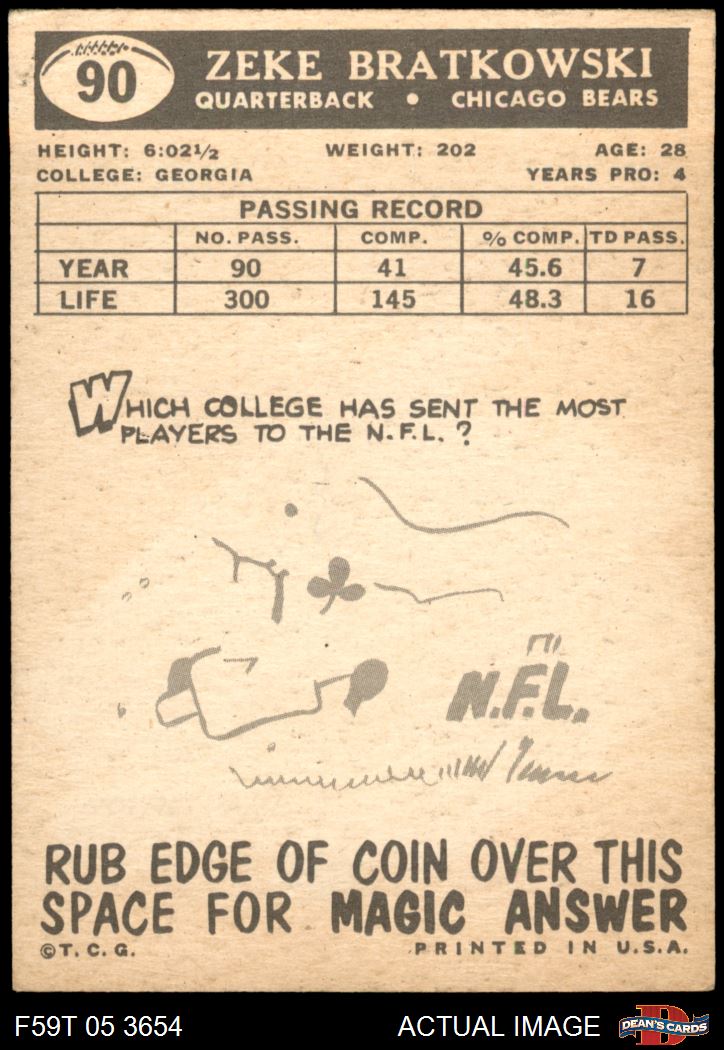 90
ZEKE BRATKOWSKI
QUARTERBACK • CHICAGO BEARS
HEIGHT: 6:02½ WEIGHT: 202 AGE: 28
COLLEGE: GEORGIA YEARS PRO: 4
PASSING RECORD
NO. PASS. COMP. % COMP. TD PASS.
YEAR 90 41 45.6 7
LIFE 300 145 48.3 16
WHICH COLLEGE HAS SENT THE MOST
PLAYERS TO THE N.F.L. ?
N.F.L.
RUB EDGE OF COIN OVER THIS
SPACE FOR MAGIC ANSWER
©T. C. G. PRINTED IN U.S.A.
F59T 05 3654 ACTUAL IMAGE D DEAN'S CARDS